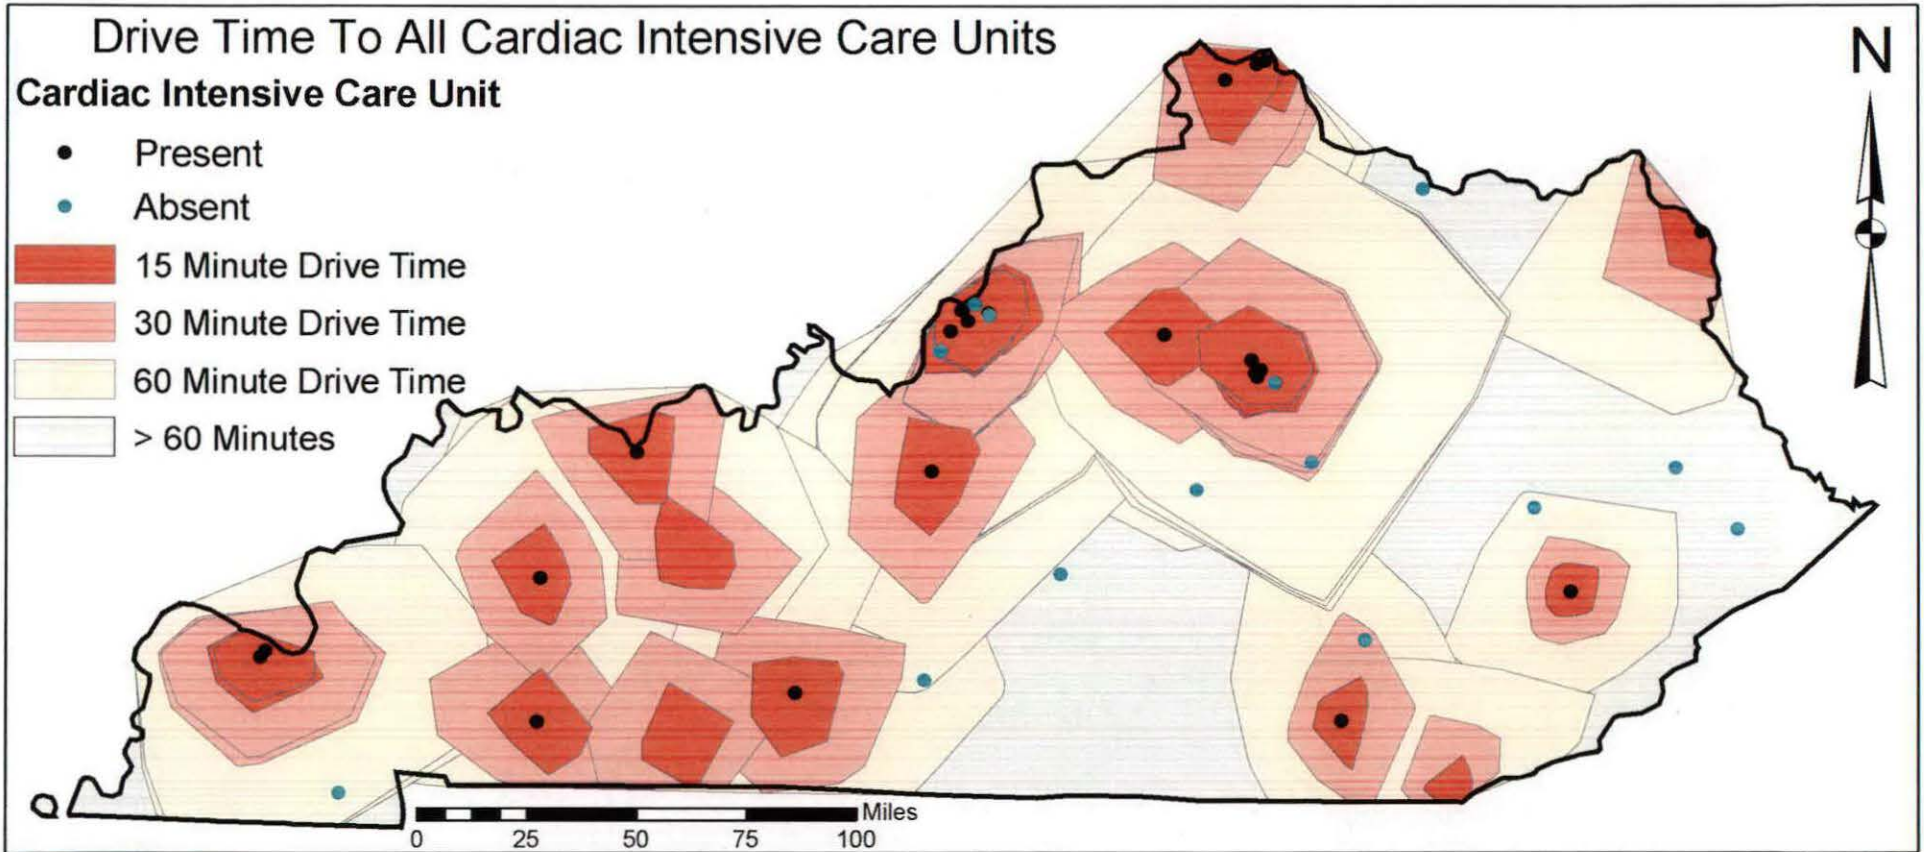 Drive Time To All Cardiac Intensive Care Units
N
Cardiac Intensive Care Unit
Present
Absent
15 Minute Drive Time
30 Minute Drive Time
60 Minute Drive Time
> 60 Minutes
Miles
0 25 50 75 100